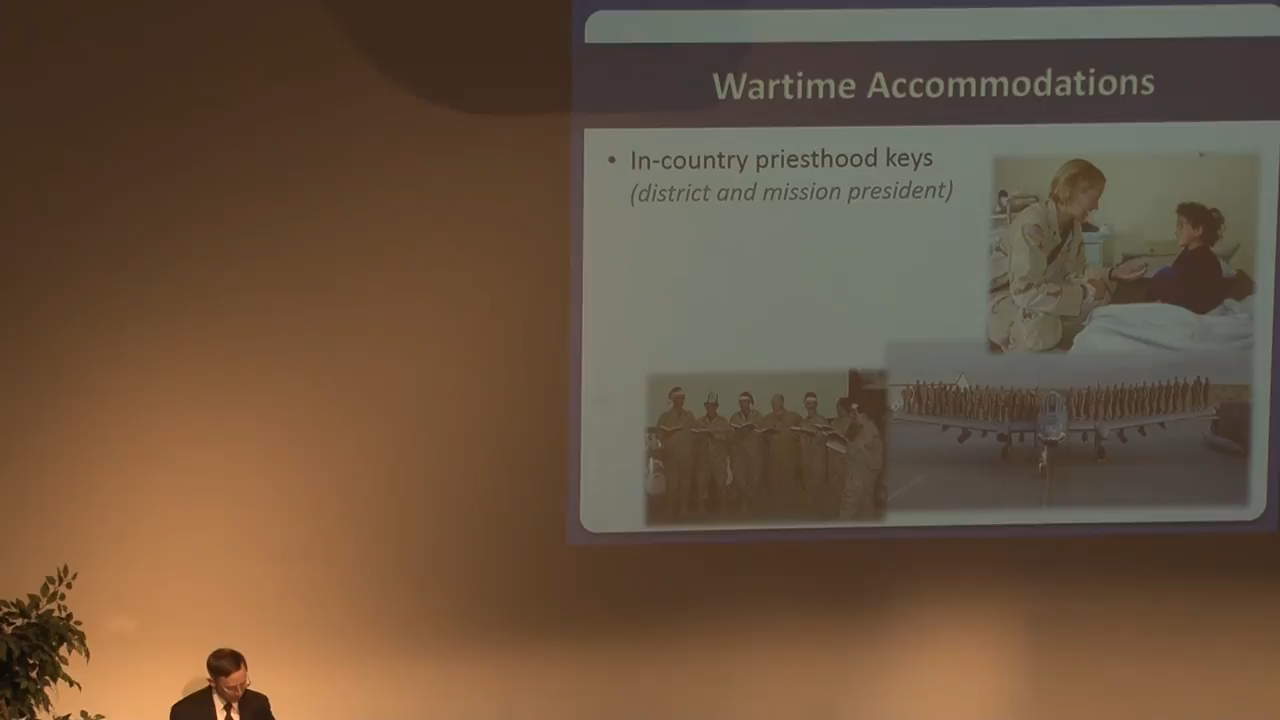 Wartime Accommodations
• In-country priesthood keys
(district and mission president)